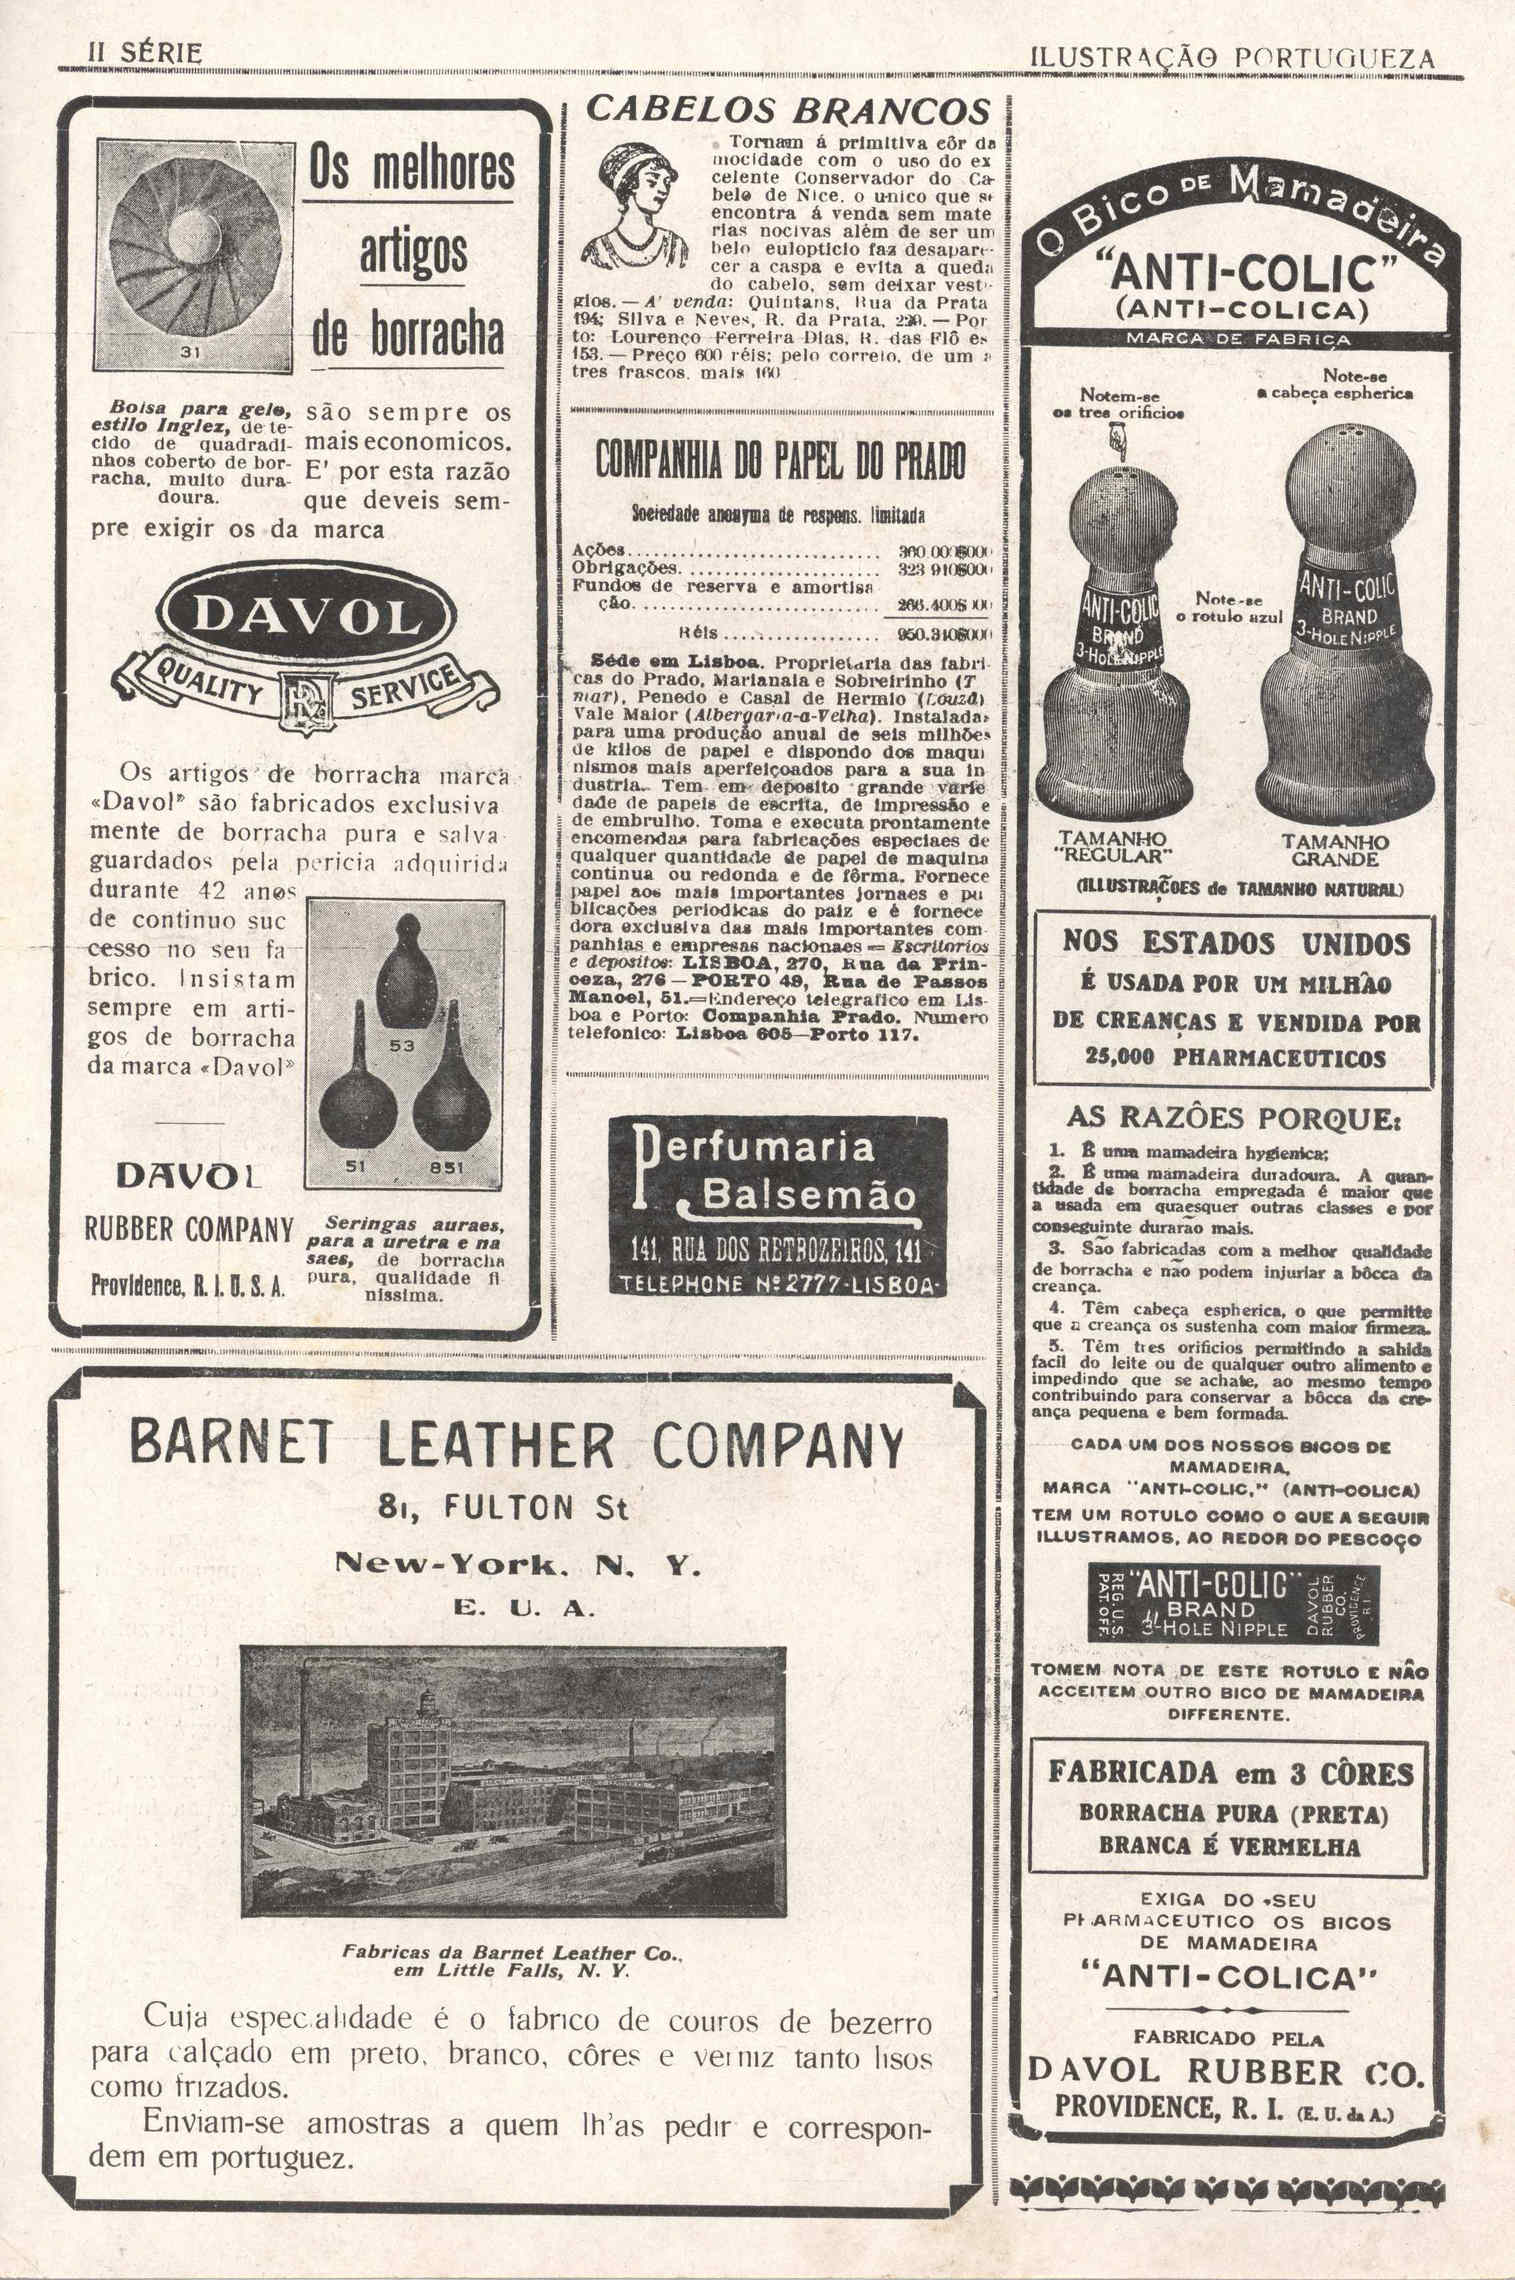 II SÉRIE
ILUSTRAÇÃO PORTUGUEZA
Os melhores
artigos
de borracha
31
Bolsa para gelo,
estilo Inglez, de te-
cido de quadradi-
nhos coberto de bor-
racha, muito dura-
doura.
são sempre os
mais economicos.
E' por esta razão
que deveis sem-
pre exigir os da marca
DAVOL
QUALITY SERVICE
Os artigos de borracha marca
«Davol» são fabricados exclusiva
mente de borracha pura e salva
guardados pela pericia adquirida
durante 42 anos
de continuo suc
cesso no seu fa
brico. Insistam
sempre em arti-
gos de borracha
da marca «Davol»
53
51 851
DAVOL
RUBBER COMPANY
Providence, R. I. U. S. A.
Seringas auraes,
para a uretra e na
saes, de borracha
pura, qualidade fi
nissima.
CABELOS BRANCOS
Tornam á primitiva côr da
mocidade com o uso do ex
celente Conservador do Ca-
belo de Nice, o unico que se
encontra á venda sem mate
rias nocivas além de ser um
belo eulopticio faz desapare-
cer a caspa e evita a queda
do cabelo, sem deixar vesti-
gios. — A' venda: Quintans, Rua da Prata
194; Silva e Neves, R. da Prata, 229. — Por
to: Lourenço Ferreira Dias, R. das Flô es
153. — Preço 600 réis; pelo correio, de um a
tres frascos, mais 160
COMPANHIA DO PAPEL DO PRADO
Sociedade anonyma de respons. limitada
Ações.......................... 360.000$000
Obrigações..................... 323.910$000
Fundos de reserva e amortisa
ção........................... 266.400$000
Réis................ 950.310$000
Séde em Lisboa. Proprietaria das fabri-
cas do Prado, Marianaia e Sobreirinho (T
mar), Penedo e Casal de Hermio (Louzã)
Vale Maior (Albergaria-a-Velha). Instaladas
para uma produção anual de seis milhões
de kilos de papel e dispondo dos maqui
nismos mais aperfeiçoados para a sua in
dustria. Tem em deposito grande varie
dade de papeis de escrita, de impressão e
de embrulho. Toma e executa prontamente
encomendas para fabricações especiaes de
qualquer quantidade de papel de maquina
continua ou redonda e de fôrma. Fornece
papel aos mais importantes jornaes e pu
blicações periodicas do paiz e é fornece
dora exclusiva das mais importantes com
panhias e empresas nacionaes — Escritorios
e depositos: LISBOA, 270, Rua da Prin-
ceza, 276 — PORTO 49, Rua de Passos
Manoel, 51.—Endereço telegrafico em Lis-
boa e Porto: Companhia Prado. Numero
telefonico: Lisboa 605—Porto 117.
Perfumaria
Balsemão
141, RUA DOS RETROZEIROS, 141
TELEPHONE Nº 2777-LISBOA-
BARNET LEATHER COMPANY
81, FULTON St
New-York. N. Y.
E. U. A.
Fabricas da Barnet Leather Co.,
em Little Falls, N. Y.
Cuja especialidade é o fabrico de couros de bezerro
para calçado em preto, branco, côres e verniz tanto lisos
como frizados.
Enviam-se amostras a quem lh'as pedir e correspon-
dem em portuguez.
O BICO DE Mamadeira
"ANTI-COLIC"
(ANTI-COLICA)
MARCA DE FABRICA
Notem-se
os tres orificios
Note-se
a cabeça espherica
ANTI-COLIC
BRAND
3-HOLE NIPPLE
Note-se
o rotulo azul
ANTI-COLIC
BRAND
3-HOLE NIPPLE
TAMANHO
"REGULAR"
TAMANHO
GRANDE
(ILLUSTRAÇÕES de TAMANHO NATURAL)
NOS ESTADOS UNIDOS
É USADA POR UM MILHÃO
DE CREANÇAS E VENDIDA POR
25,000 PHARMACEUTICOS
AS RAZÕES PORQUE:
1. É uma mamadeira hygienica;
2. É uma mamadeira duradoura. A quan-
tidade de borracha empregada é maior que
a usada em quaesquer outras classes e por
conseguinte durarão mais.
3. São fabricadas com a melhor qualidade
de borracha e não podem injuriar a bôcca da
creança.
4. Têm cabeça espherica, o que permitte
que a creança os sustenha com maior firmeza.
5. Têm tres orificios permitindo a sahida
facil do leite ou de qualquer outro alimento e
impedindo que se achate, ao mesmo tempo
contribuindo para conservar a bôcca da cre-
ança pequena e bem formada.
CADA UM DOS NOSSOS BICOS DE
MAMADEIRA,
MARCA "ANTI-COLIC," (ANTI-COLICA)
TEM UM ROTULO COMO O QUE A SEGUIR
ILLUSTRAMOS, AO REDOR DO PESCOÇO
REG. U.S. PAT. OFF.
"ANTI-COLIC"
BRAND
3-HOLE NIPPLE
DAVOL RUBBER CO. PROVIDENCE R.I.
TOMEM NOTA DE ESTE ROTULO E NÃO
ACCEITEM OUTRO BICO DE MAMADEIRA
DIFFERENTE.
FABRICADA em 3 CÔRES
BORRACHA PURA (PRETA)
BRANCA É VERMELHA
EXIGA DO SEU
PHARMACEUTICO OS BICOS
DE MAMADEIRA
"ANTI-COLICA"
FABRICADO PELA
DAVOL RUBBER CO.
PROVIDENCE, R. I. (E. U. da A.)